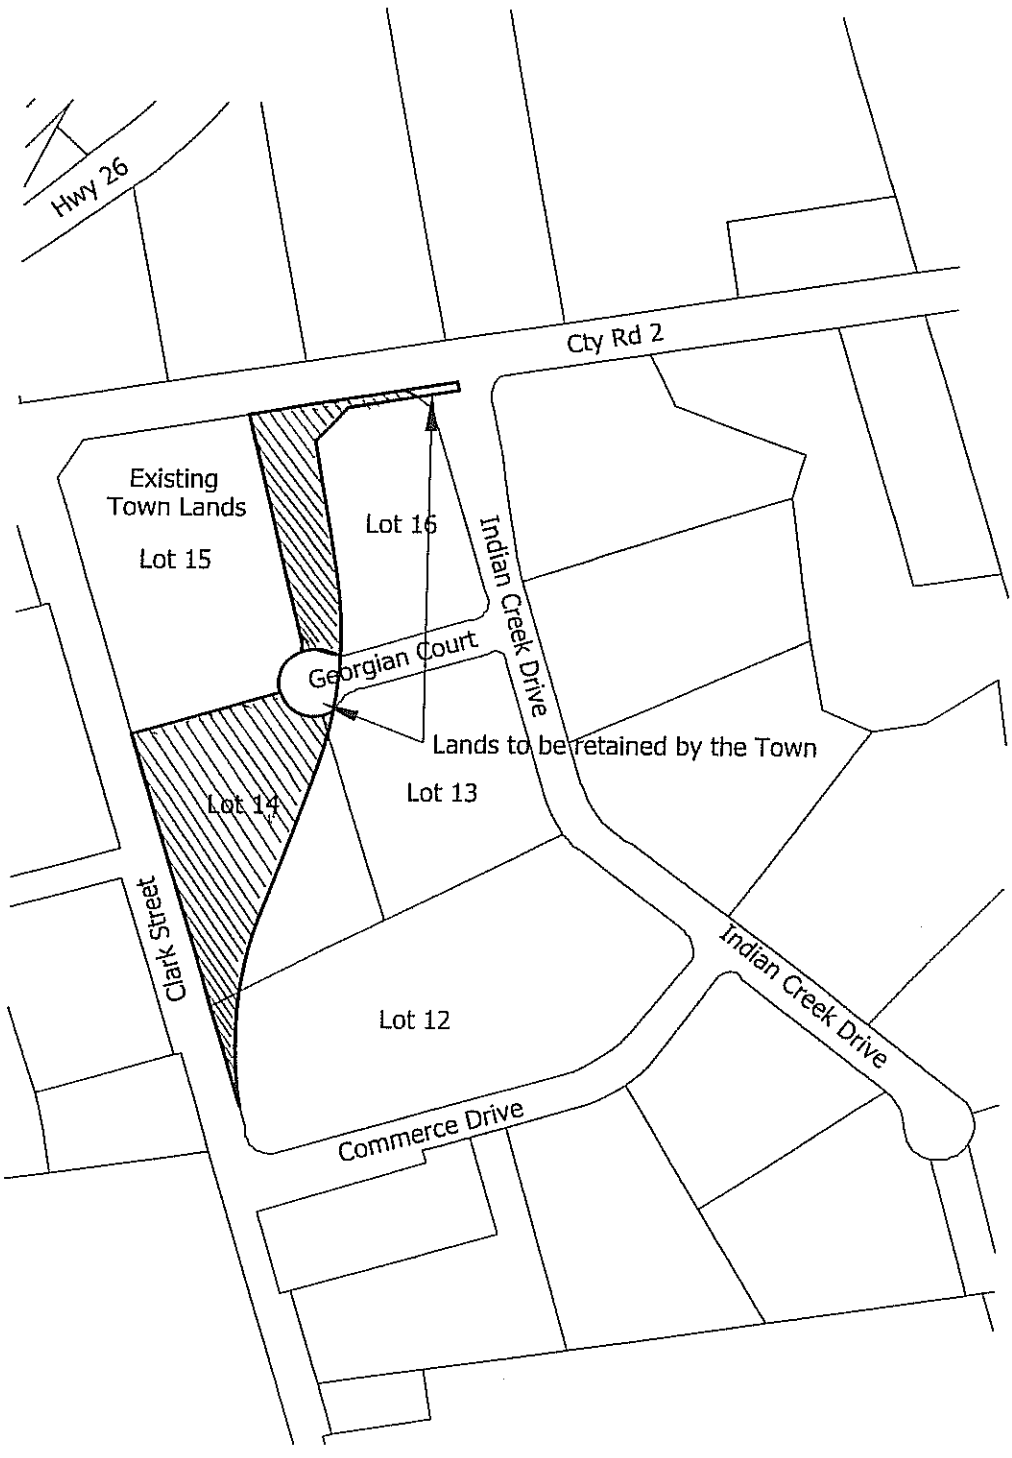 Hwy 26
Cty Rd 2
Existing
Town Lands
Lot 15
Lot 16
Indian Creek Drive
Georgian Court
Lands to be retained by the Town
Lot 14
Lot 13
Clark Street
Indian Creek Drive
Lot 12
Commerce Drive